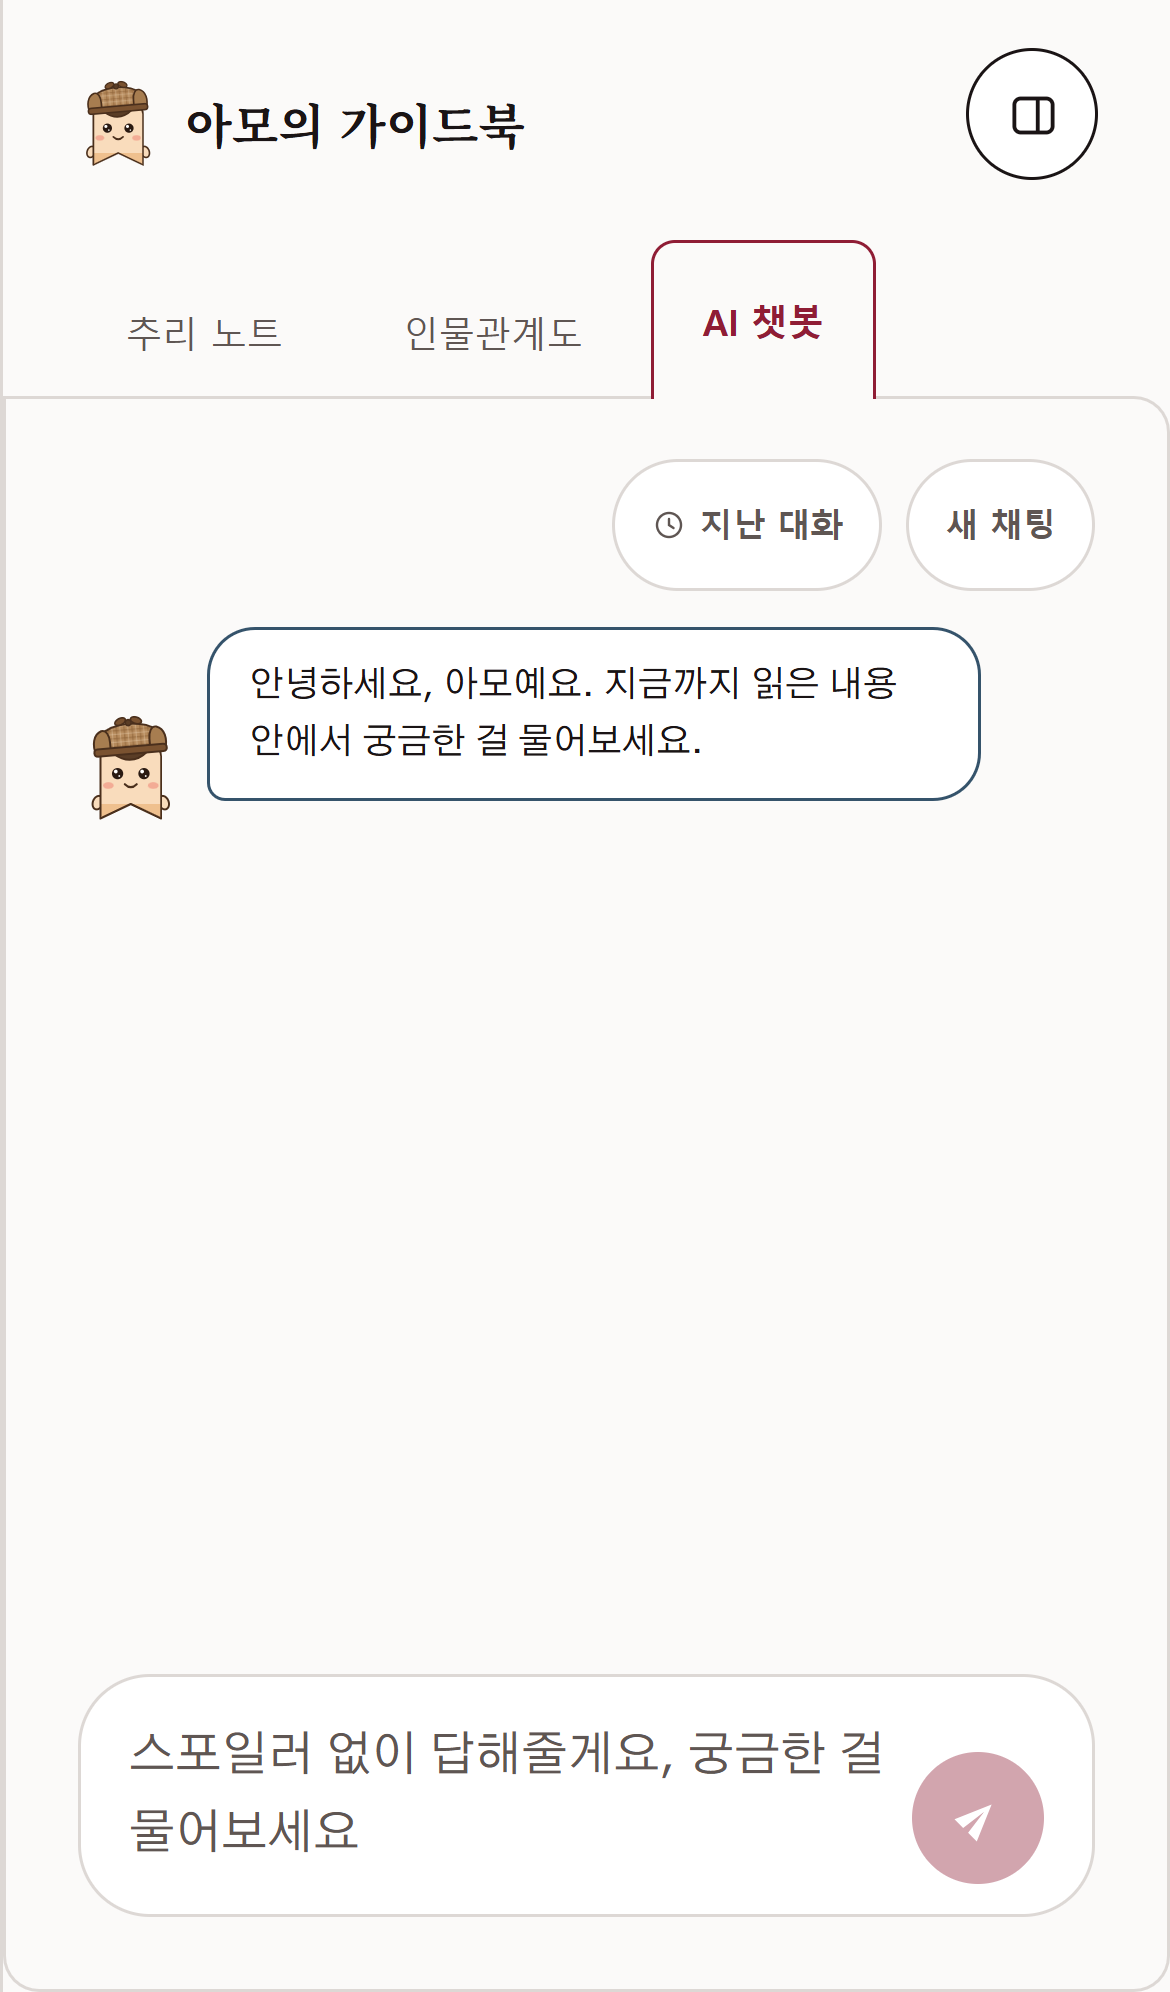 아모의 가이드북
추리 노트
인물관계도
AI 챗봇
지난 대화
새 채팅
안녕하세요, 아모예요. 지금까지 읽은 내용
안에서 궁금한 걸 물어보세요.
스포일러 없이 답해줄게요, 궁금한 걸
물어보세요